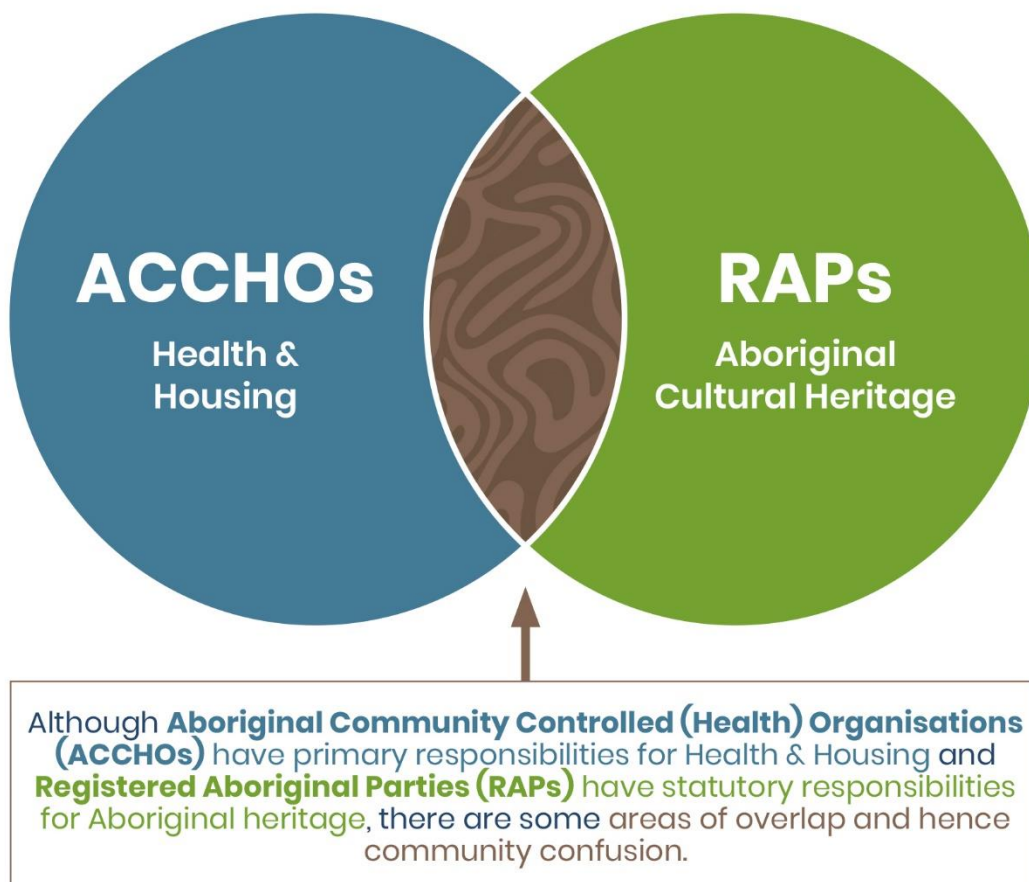 ACCHOs
Health &
Housing
RAPs
Aboriginal
Cultural Heritage
Although Aboriginal Community Controlled (Health) Organisations
(ACCHOs) have primary responsibilities for Health & Housing and
Registered Aboriginal Parties (RAPs) have statutory responsibilities
for Aboriginal heritage, there are some areas of overlap and hence
community confusion.